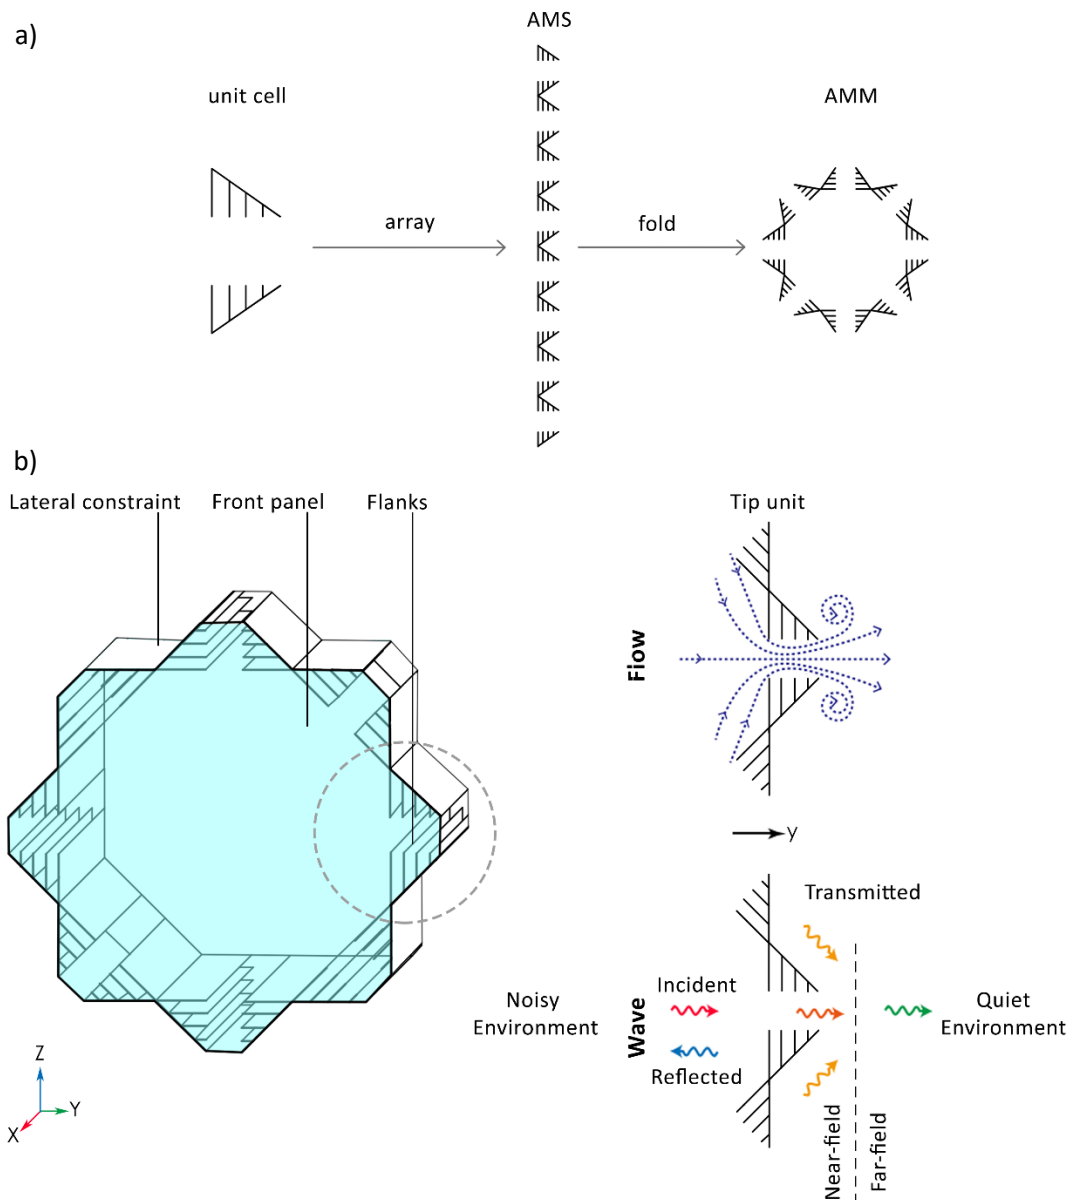 a)
AMS
unit cell
AMM
array
fold
b)
Lateral constraint
Front panel
Flanks
Tip unit
Fiow
y
Transmitted
Noisy
Environment
Wave
Incident
Reflected
Quiet
Environment
Near-field
Far-field
Z
Y
X